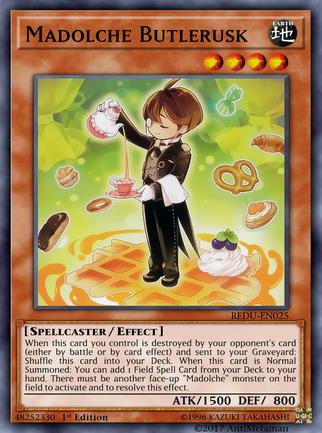 MADOLCHE BUTLERUSK
EARTH
地
REDU-EN025
[SPELLCASTER / EFFECT]
When this card you control is destroyed by your opponent's card
(either by battle or by card effect) and sent to your Graveyard:
Shuffle this card into your Deck. When this card is Normal
Summoned: You can add 1 Field Spell Card from your Deck to your
hand. There must be another face-up "Madolche" monster on
the field to activate and to resolve this effect.
ATK/1500 DEF/ 800
48252330 1st Edition ©1996 KAZUKI TAKAHASHI
©2017 AntiMetaman